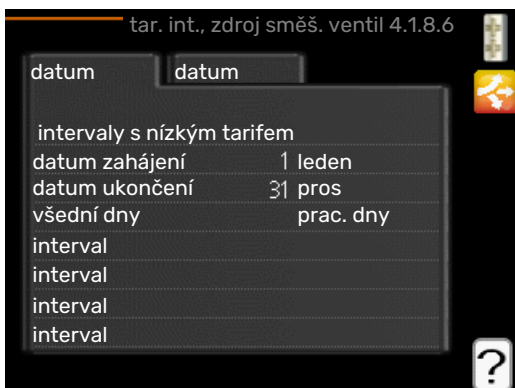 tar. int., zdroj směš. ventil 4.1.8.6
datum datum
intervaly s nízkým tarifem
datum zahájení 1 leden
datum ukončení 31 pros
všední dny prac. dny
interval
interval
interval
interval
?